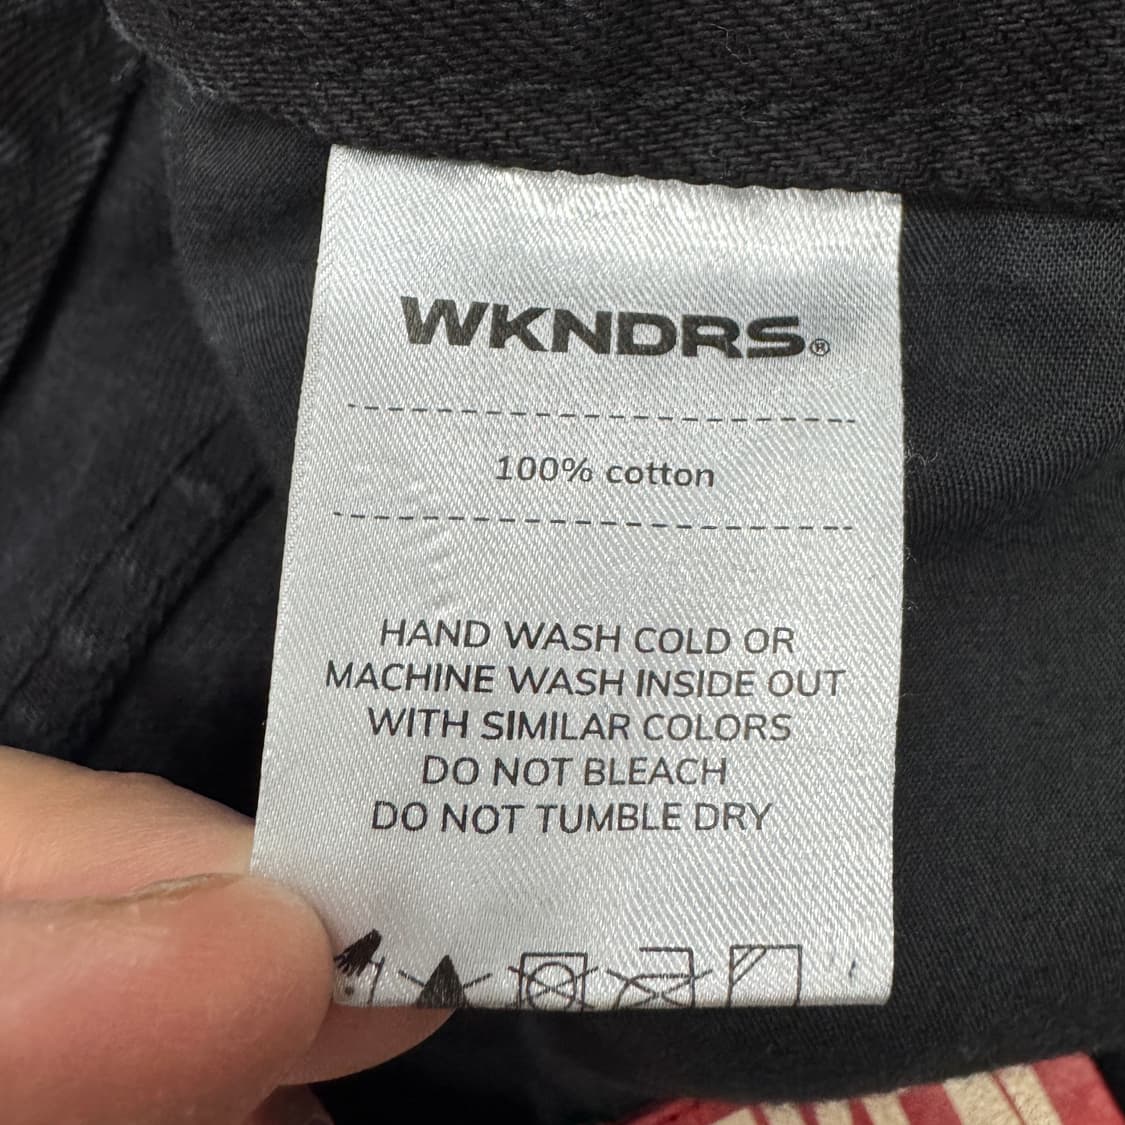 WKNDRS®
100% cotton
HAND WASH COLD OR
MACHINE WASH INSIDE OUT
WITH SIMILAR COLORS
DO NOT BLEACH
DO NOT TUMBLE DRY